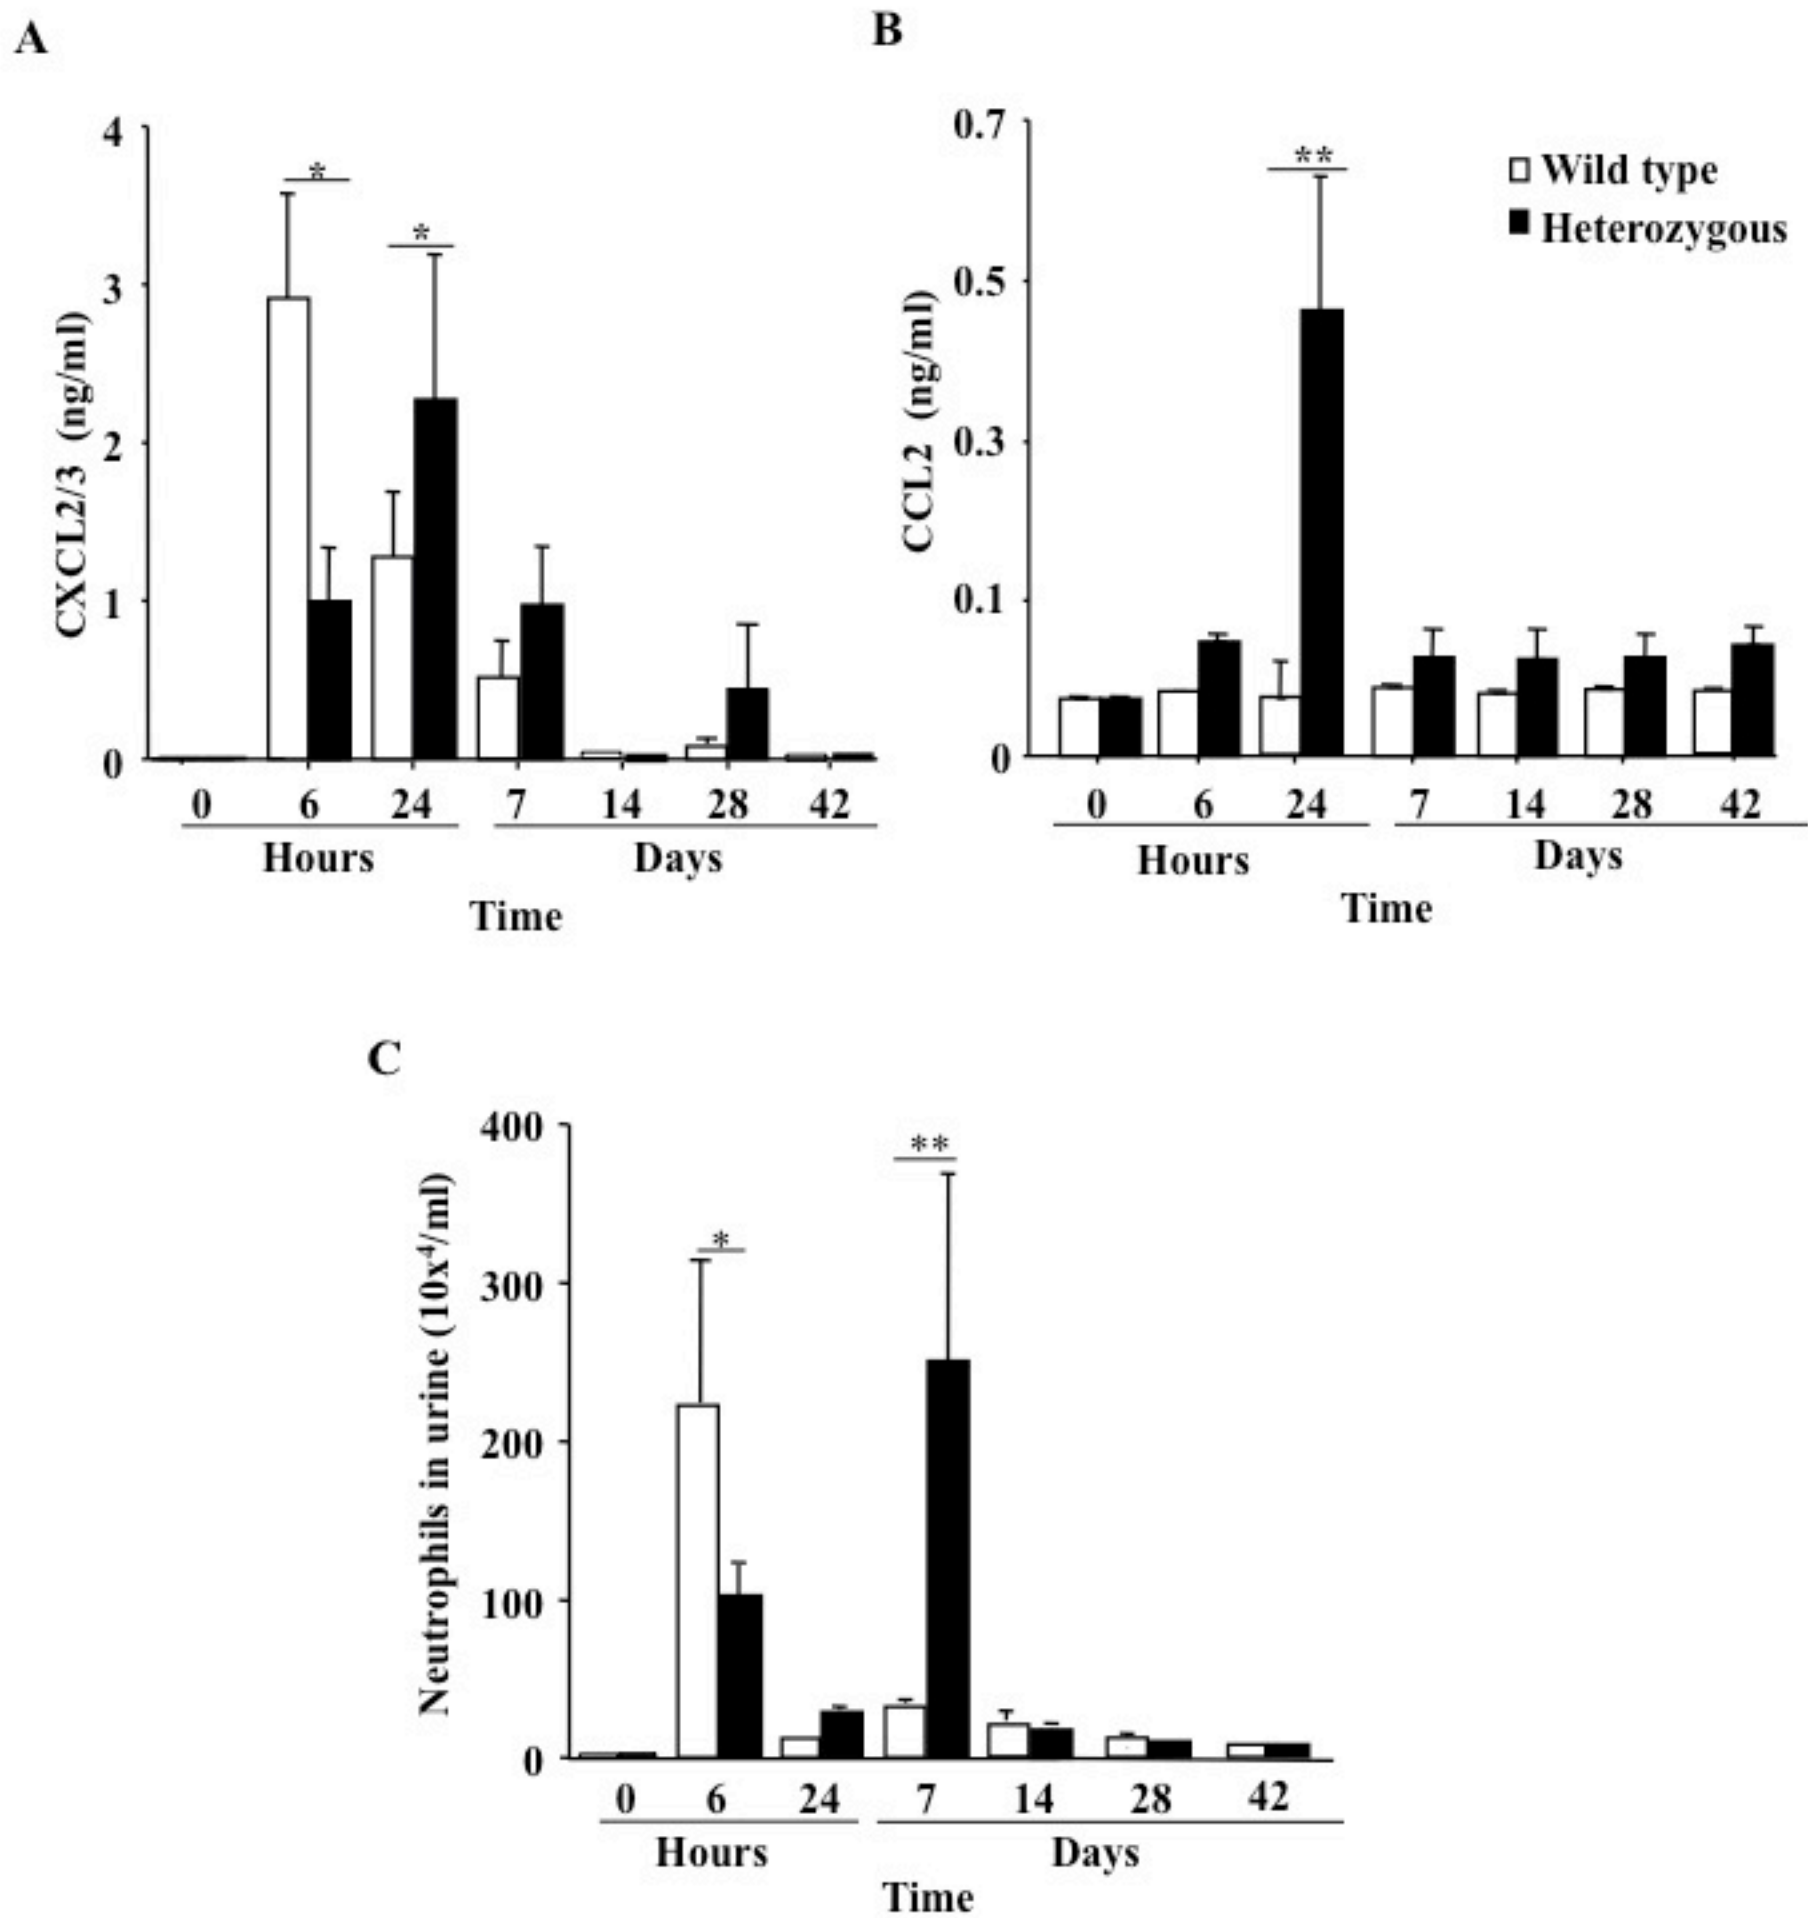 A
B
4
3
2
1
0
CXCL2/3 (ng/ml)
*
*
0 6 24 7 14 28 42
Hours Days
Time
0.7
0.5
0.3
0.1
0
CCL2 (ng/ml)
**
Wild type
Heterozygous
0 6 24 7 14 28 42
Hours Days
Time
C
400
300
200
100
0
Neutrophils in urine (10x⁴/ml)
*
**
0 6 24 7 14 28 42
Hours Days
Time